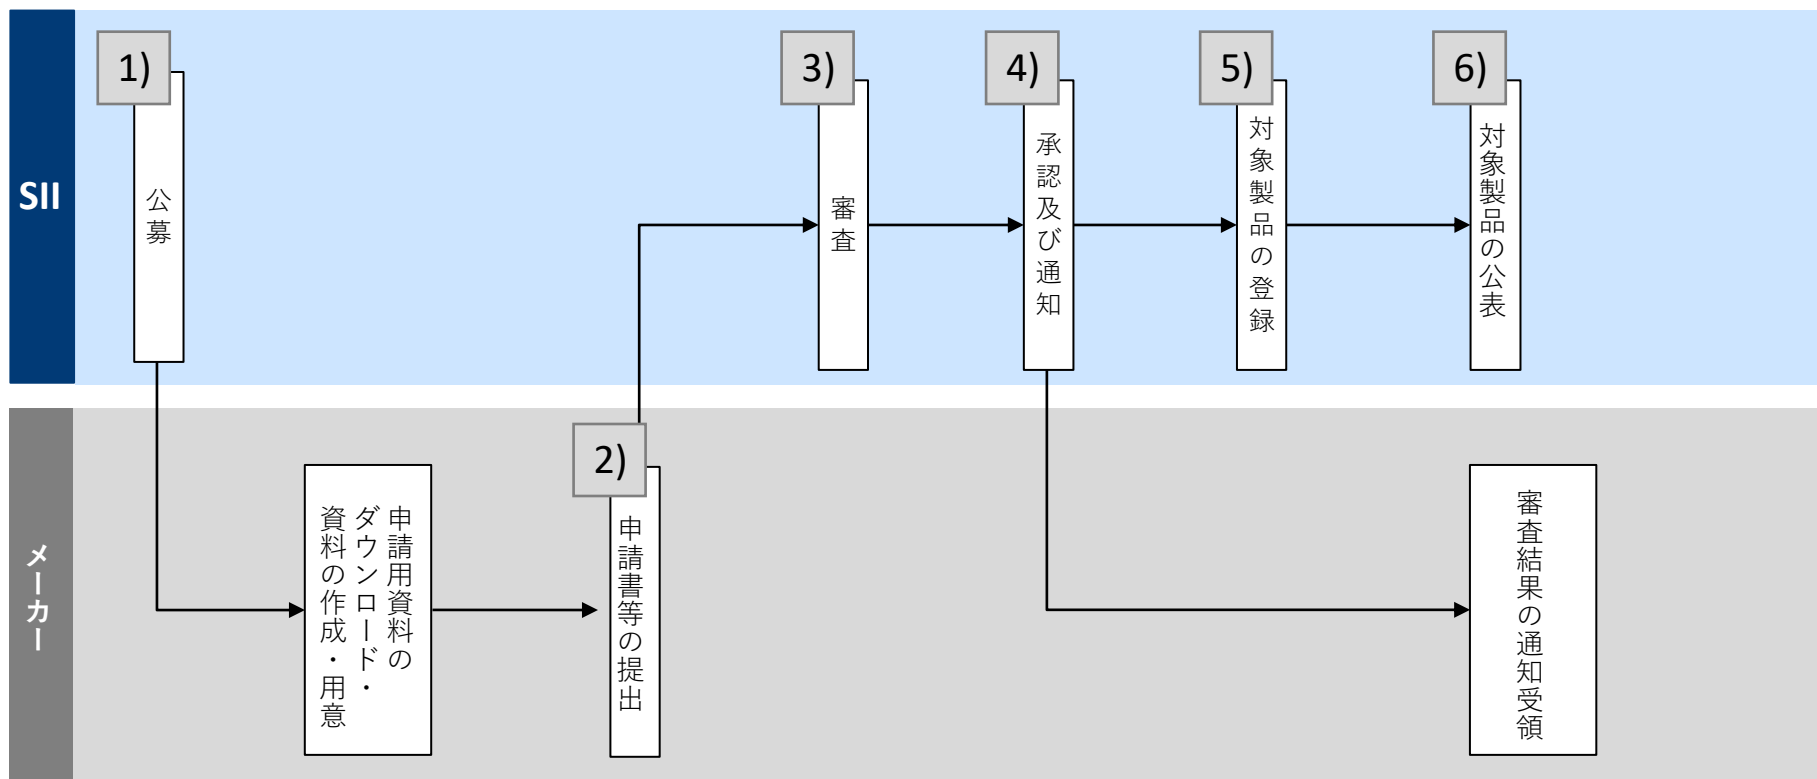 SII
1)
公募
3)
審査
4)
承認及び通知
5)
対象製品の登録
6)
対象製品の公表
メーカー
申請用資料の
ダウンロード・
資料の作成・用意
2)
申請書等の提出
審査結果の通知受領